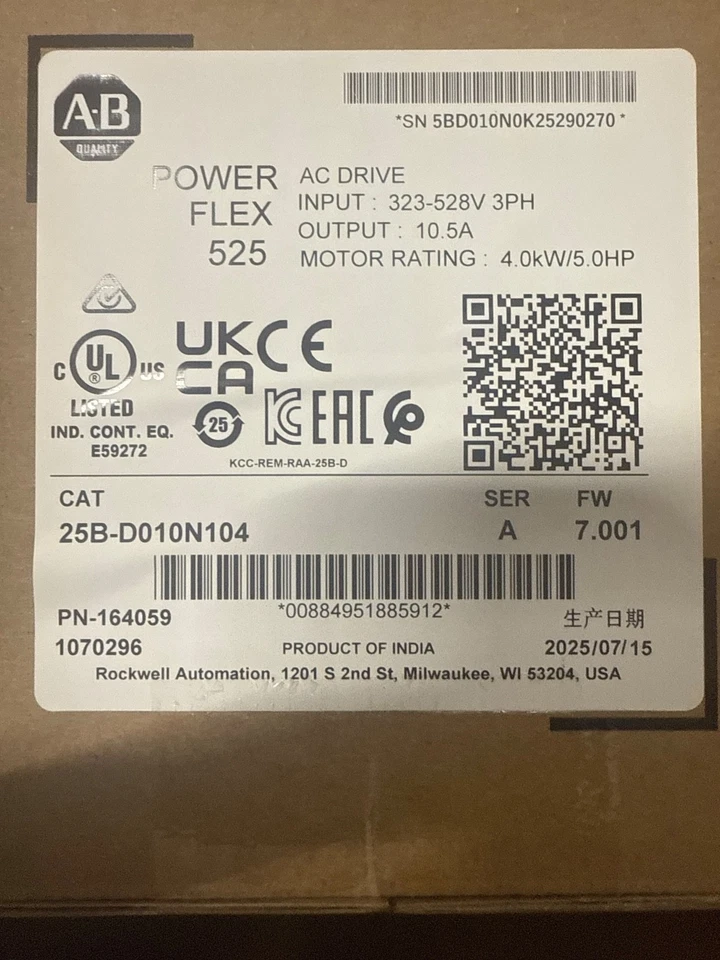 A-B
QUALITY
*SN 5BD010N0K25290270 *
POWER
FLEX
525
AC DRIVE
INPUT : 323-528V 3PH
OUTPUT : 10.5A
MOTOR RATING : 4.0kW/5.0HP
C UL US
®
LISTED
IND. CONT. EQ.
E59272
UK
CA
CE
25
KC
EAC
KCC-REM-RAA-25B-D
CAT
SER
FW
25B-D010N104
A
7.001
*00884951885912*
PN-164059
1070296
PRODUCT OF INDIA
生产日期
2025/07/15
Rockwell Automation, 1201 S 2nd St, Milwaukee, WI 53204, USA